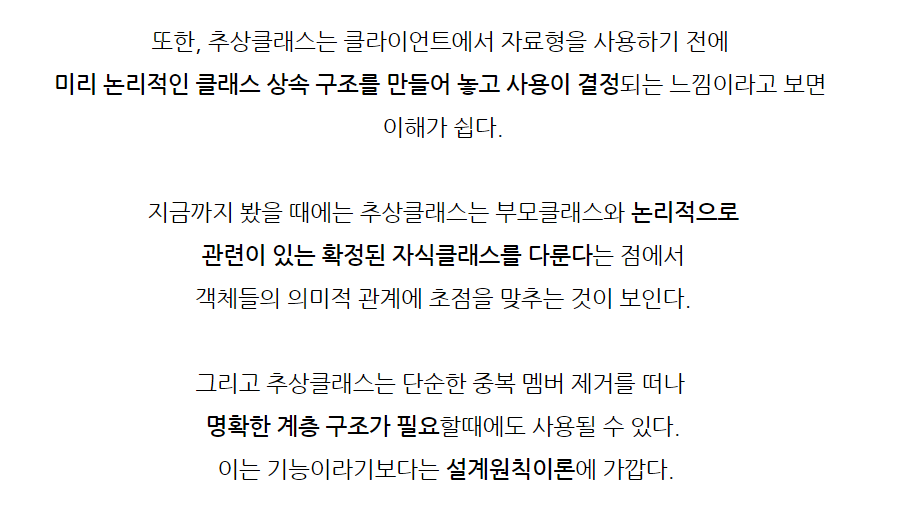 또한, 추상클래스는 클라이언트에서 자료형을 사용하기 전에
미리 논리적인 클래스 상속 구조를 만들어 놓고 사용이 결정되는 느낌이라고 보면
이해가 쉽다.
지금까지 봤을 때에는 추상클래스는 부모클래스와 논리적으로
관련이 있는 확정된 자식클래스를 다룬다는 점에서
객체들의 의미적 관계에 초점을 맞추는 것이 보인다.
그리고 추상클래스는 단순한 중복 멤버 제거를 떠나
명확한 계층 구조가 필요할때에도 사용될 수 있다.
이는 기능이라기보다는 설계원칙이론에 가깝다.